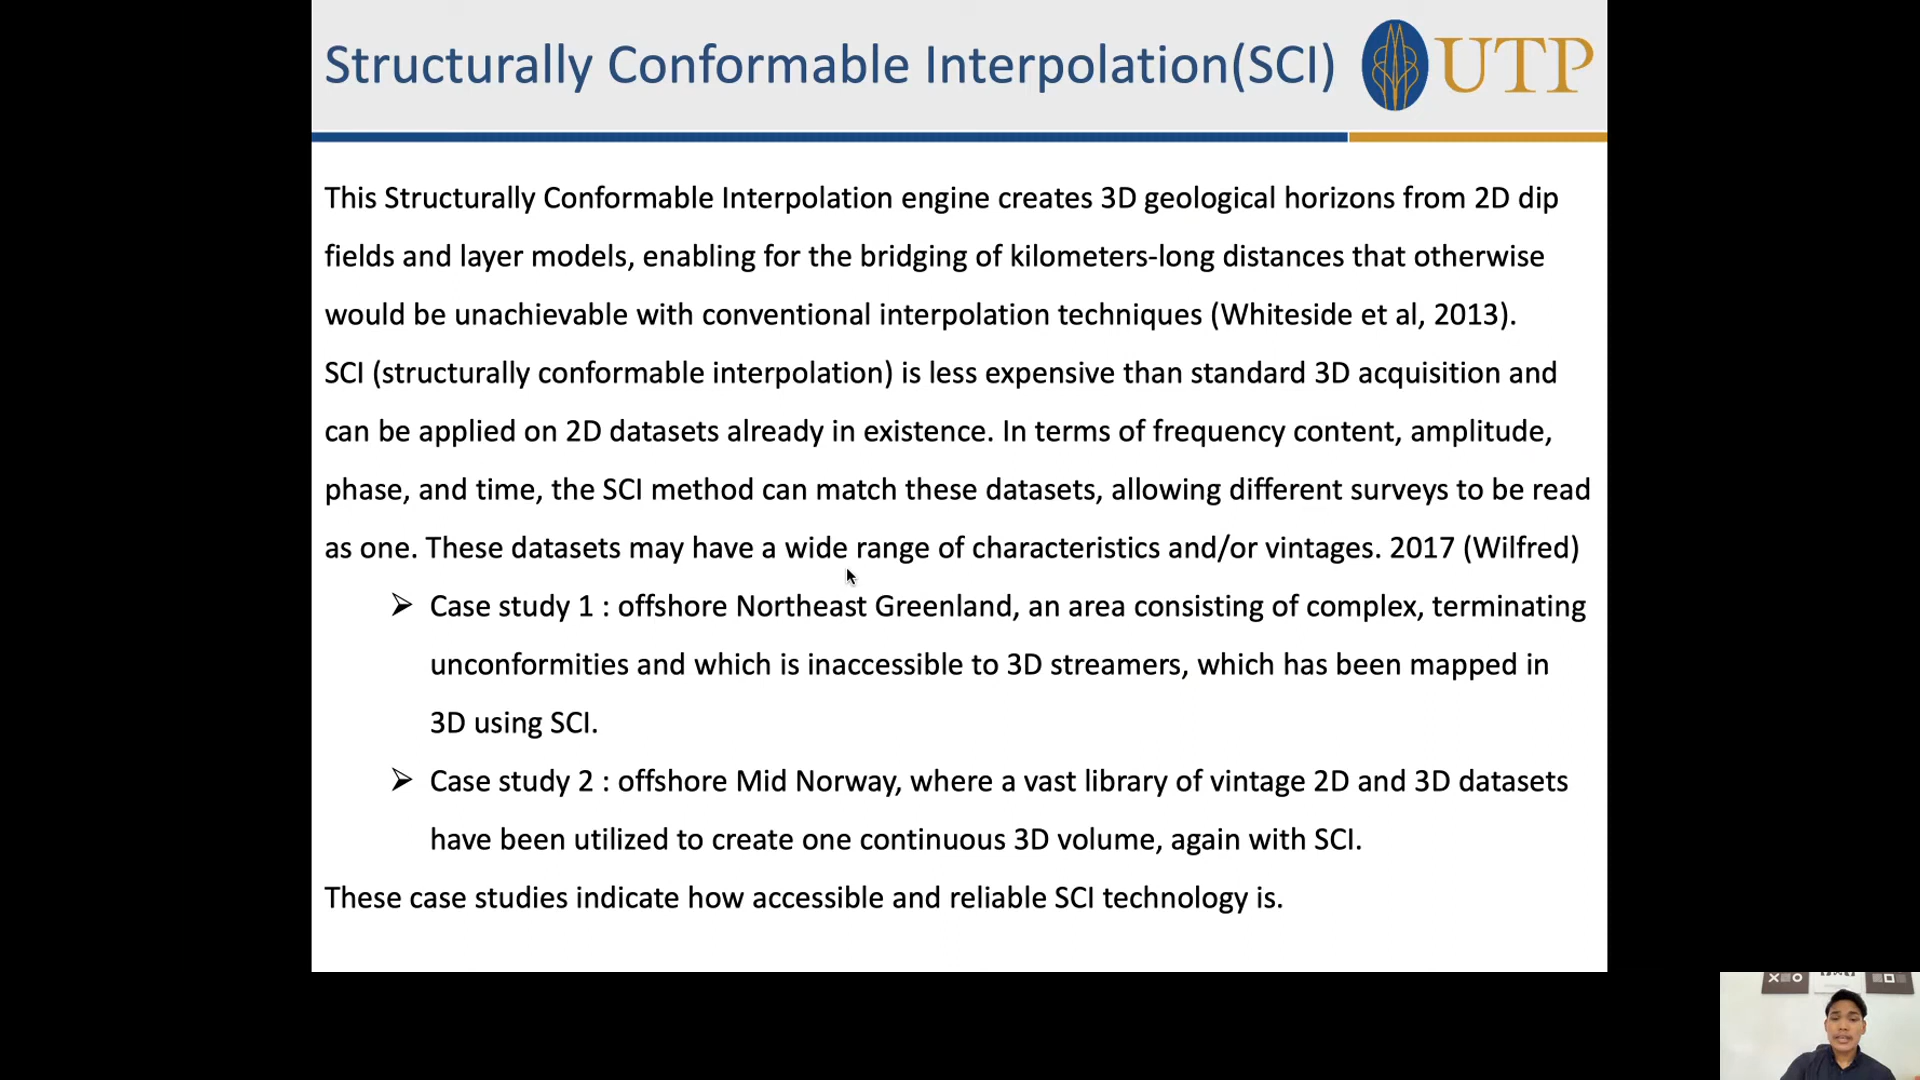 Structurally Conformable Interpolation(SCI)
UTP
This Structurally Conformable Interpolation engine creates 3D geological horizons from 2D dip
fields and layer models, enabling for the bridging of kilometers-long distances that otherwise
would be unachievable with conventional interpolation techniques (Whiteside et al, 2013).
SCI (structurally conformable interpolation) is less expensive than standard 3D acquisition and
can be applied on 2D datasets already in existence. In terms of frequency content, amplitude,
phase, and time, the SCI method can match these datasets, allowing different surveys to be read
as one. These datasets may have a wide range of characteristics and/or vintages. 2017 (Wilfred)
➢ Case study 1 : offshore Northeast Greenland, an area consisting of complex, terminating
unconformities and which is inaccessible to 3D streamers, which has been mapped in
3D using SCI.
➢ Case study 2 : offshore Mid Norway, where a vast library of vintage 2D and 3D datasets
have been utilized to create one continuous 3D volume, again with SCI.
These case studies indicate how accessible and reliable SCI technology is.